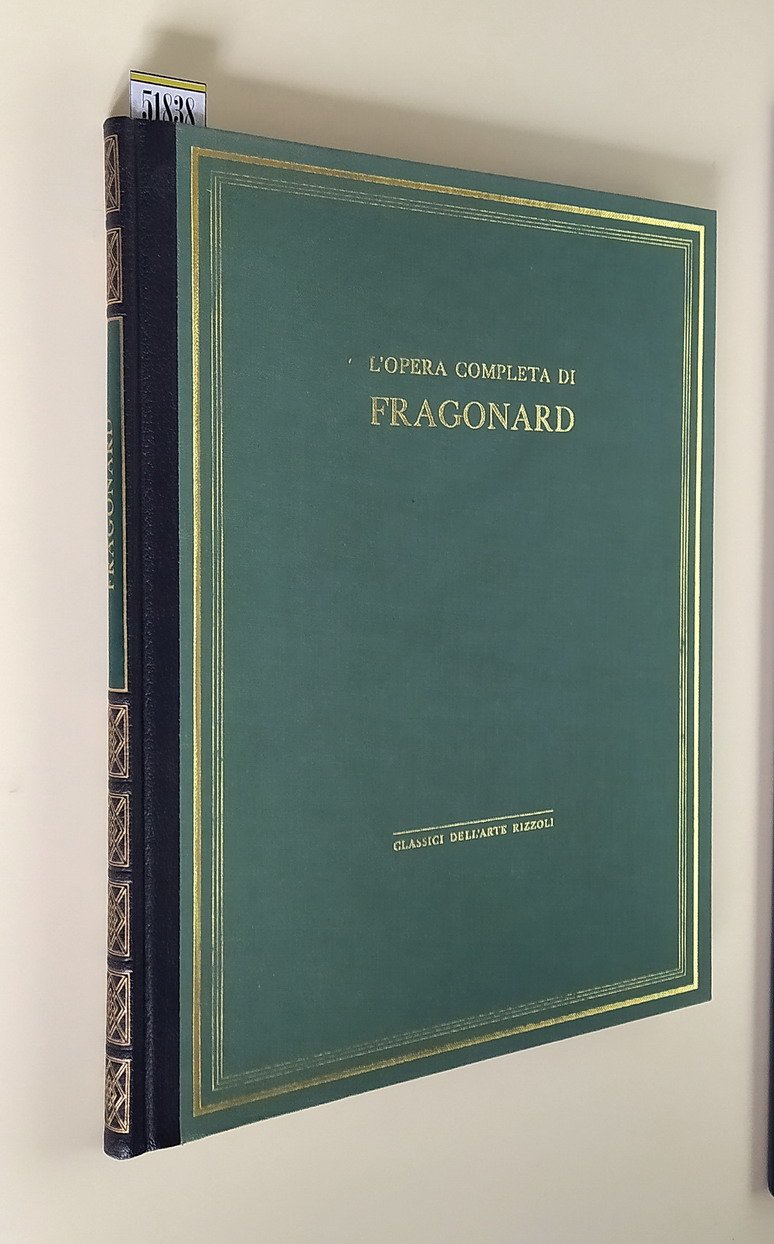 51838
L'OPERA COMPLETA DI
FRAGONARD
CLASSICI DELL'ARTE RIZZOLI
FRAGONARD